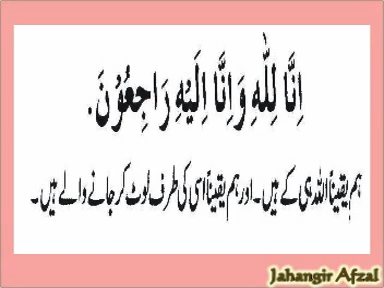 اِنَّا لِلّٰهِ وَاِنَّا اِلَيْهِ رَاجِعُوْنَ.
ہم یقیناً اللہ ہی کے ہیں۔ اور ہم یقیناً اسی کی طرف لوٹ کر جانے والے ہیں۔
Jahangir Afzal